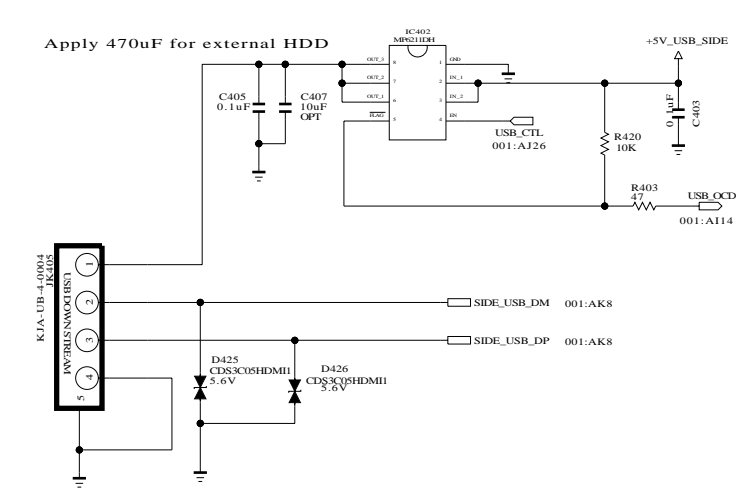 Apply 470uF for external HDD
IC402
MP6211DH
OUT_3
8
1
GND
OUT_2
7
2
IN_1
OUT_1
6
3
IN_2
FLAG
5
4
EN
+5V_USB_SIDE
C405
0.1uF
C407
10uF
OPT
0.1uF
C403
USB_CTL
001:AJ26
R420
10K
R403
47
USB_OCD
001:AI14
KJA-UB-4-0004
JK405
USB DOWN STREAM
1
2
3
4
5
SIDE_USB_DM 001:AK8
SIDE_USB_DP 001:AK8
D425
CDS3C05HDMI1
5.6V
D426
CDS3C05HDMI1
5.6V